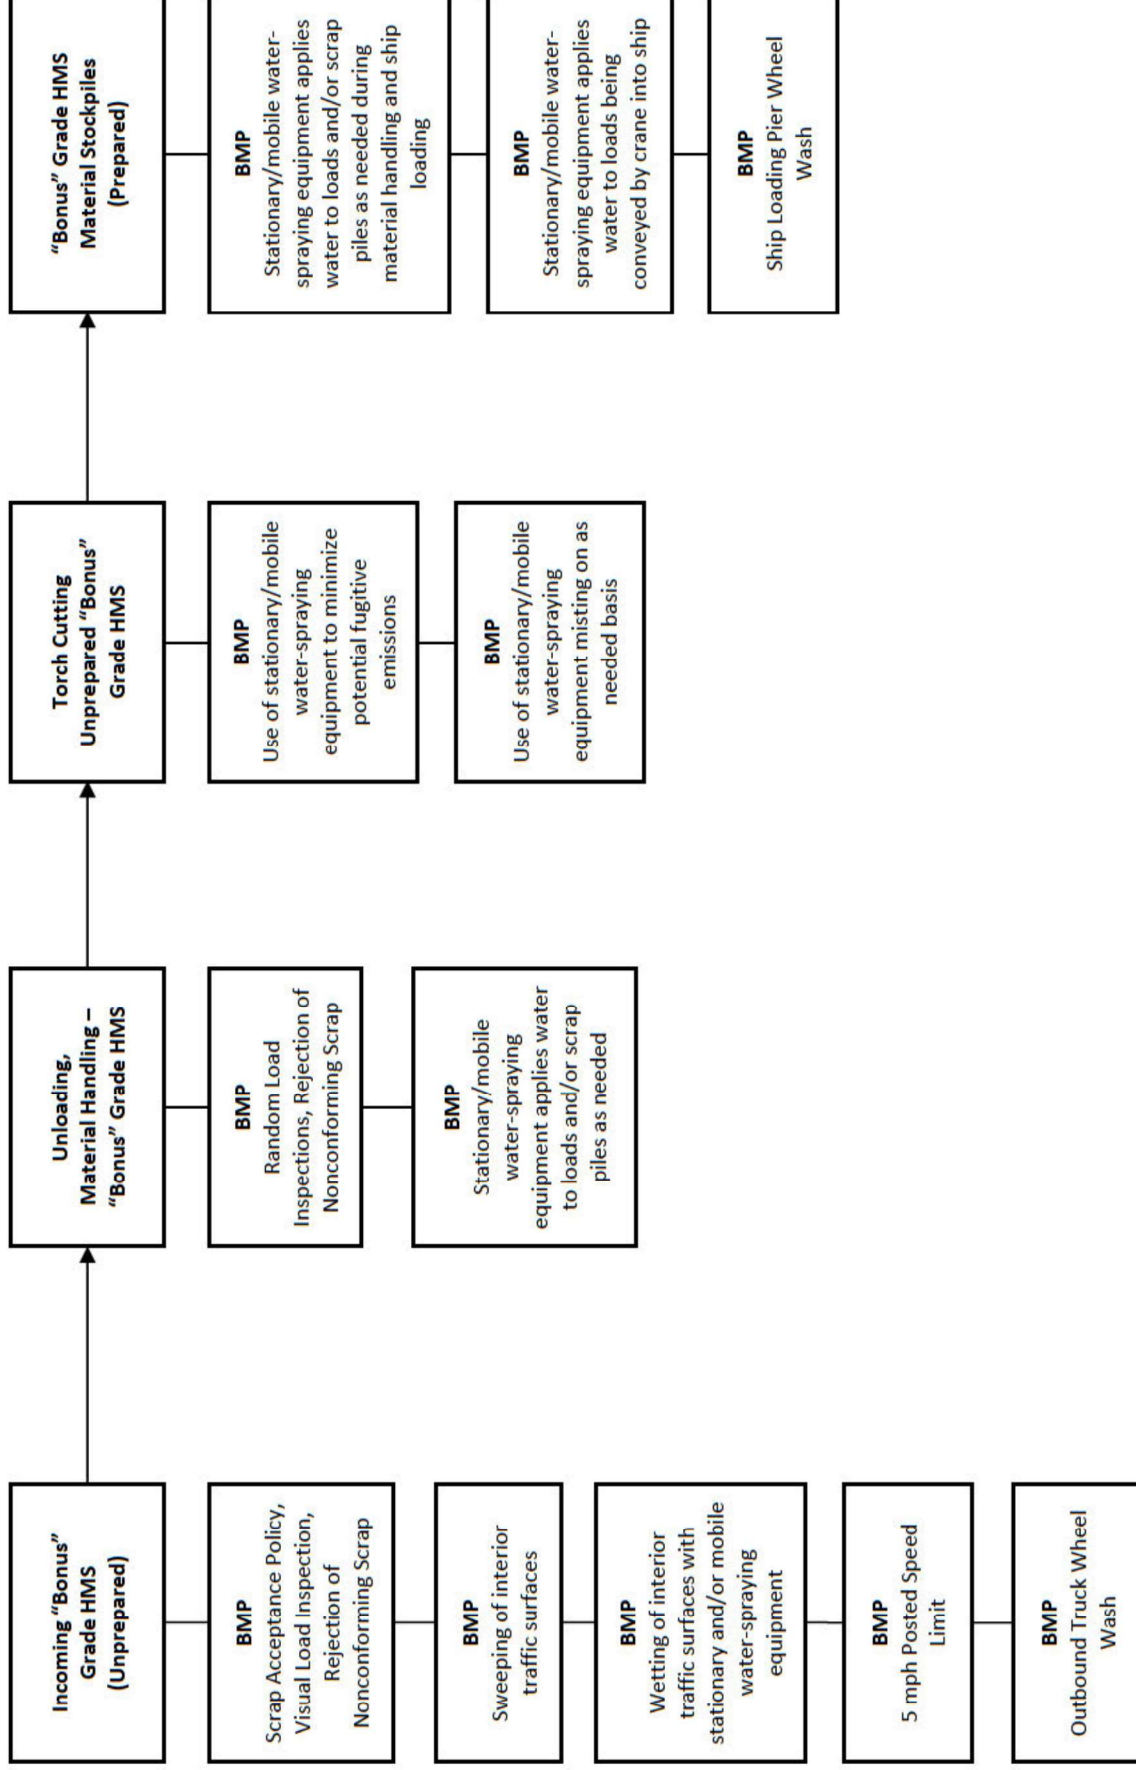 Incoming “Bonus”
Grade HMS
(Unprepared)
BMP
Scrap Acceptance Policy,
Visual Load Inspection,
Rejection of
Nonconforming Scrap
BMP
Sweeping of interior
traffic surfaces
BMP
Wetting of interior
traffic surfaces with
stationary and/or mobile
water-spraying
equipment
BMP
5 mph Posted Speed
Limit
BMP
Outbound Truck Wheel
Wash
Unloading,
Material Handling –
“Bonus” Grade HMS
BMP
Random Load
Inspections, Rejection of
Nonconforming Scrap
BMP
Stationary/mobile
water-spraying
equipment applies water
to loads and/or scrap
piles as needed
Torch Cutting
Unprepared “Bonus”
Grade HMS
BMP
Use of stationary/mobile
water-spraying
equipment to minimize
potential fugitive
emissions
BMP
Use of stationary/mobile
water-spraying
equipment misting on as
needed basis
“Bonus” Grade HMS
Material Stockpiles
(Prepared)
BMP
Stationary/mobile water-
spraying equipment applies
water to loads and/or scrap
piles as needed during
material handling and ship
loading
BMP
Stationary/mobile water-
spraying equipment applies
water to loads being
conveyed by crane into ship
BMP
Ship Loading Pier Wheel
Wash